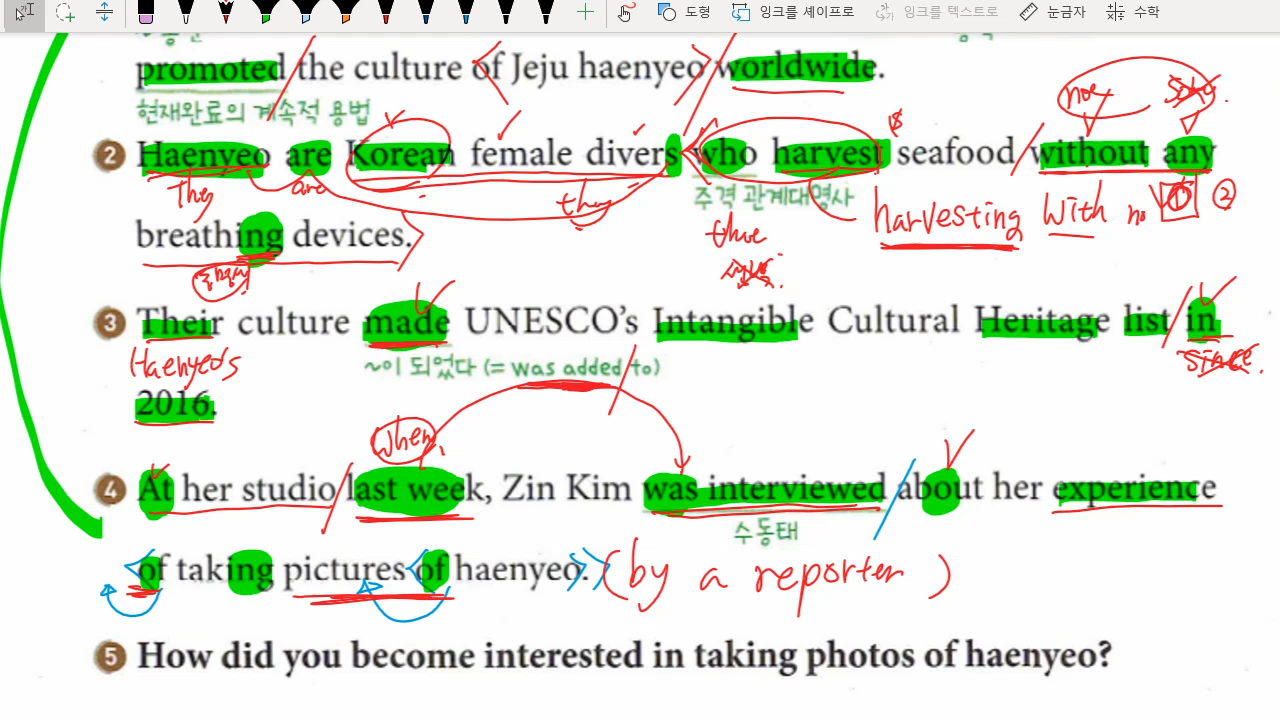 도형 잉크를 셰이프로 잉크를 텍스트로 눈금자 수학
promoted the culture of Jeju haenyeo worldwide.
현재완료의 계속적 용법
② Haenyeo are Korean female divers who harvest seafood without any
They are they 주격 관계대명사 harvesting with no ① ②
breathing devices.
③ Their culture made UNESCO's Intangible Cultural Heritage list in
Haenyeo's ~이 되었다 (= was added to) since
2016.
when
④ At her studio last week, Zin Kim was interviewed about her experience
수동태
of taking pictures of haenyeo. (by a reporter)
⑤ How did you become interested in taking photos of haenyeo?